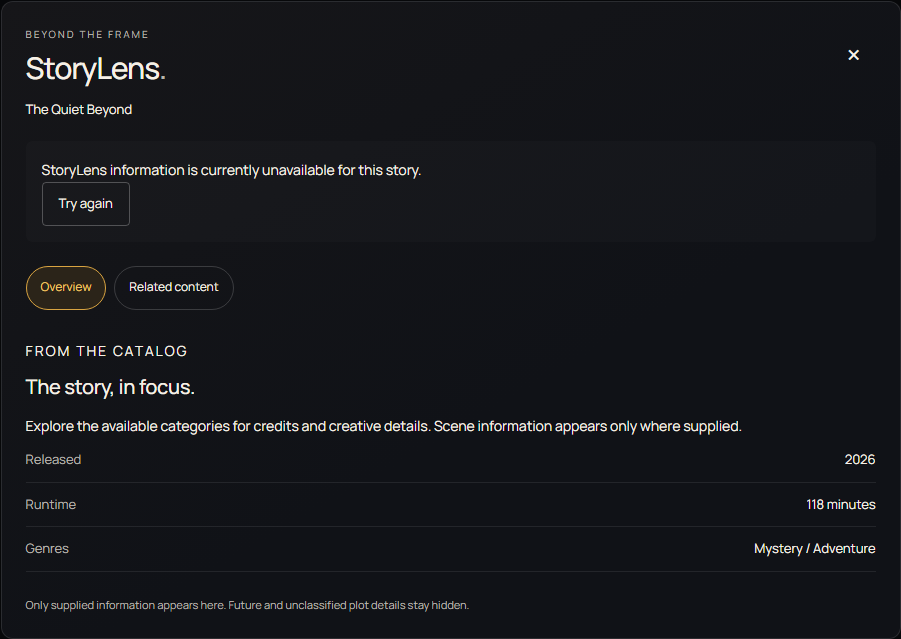 BEYOND THE FRAME
StoryLens.
×
The Quiet Beyond
StoryLens information is currently unavailable for this story.
Try again
Overview
Related content
FROM THE CATALOG
The story, in focus.
Explore the available categories for credits and creative details. Scene information appears only where supplied.
Released 2026
Runtime 118 minutes
Genres Mystery / Adventure
Only supplied information appears here. Future and unclassified plot details stay hidden.